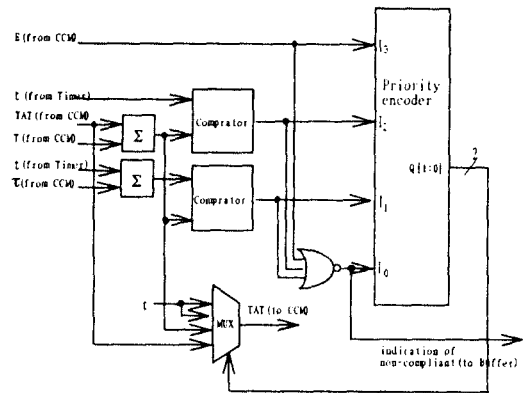 E(from CCM)
t(from Timer)
TAT(from CCM)
T(from CCM)
t(from Timer)
τ(from CCM)
Σ
Σ
Comprator
Comprator
Priority
encoder
I3
I2
I1
I0
Q[1:0]
2
t
MUX
TAT(to CCM)
indication of
non-compliant(to buffer)